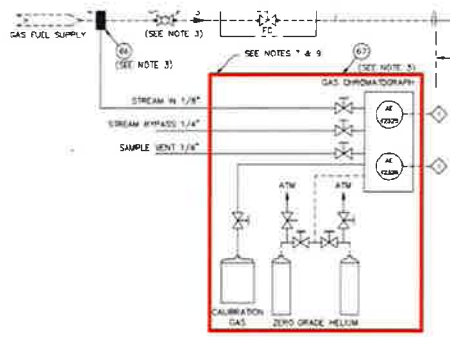 GAS FUEL SUPPLY
(SEE NOTE 3)
FC
66
(SEE NOTE 3)
SEE NOTES 7 & 9
67
(SEE NOTE 3)
GAS CHROMATOGRAPH
STREAM IN 1/8"
STREAM BYPASS 1/4"
SAMPLE VENT 1/4"
AE
AE
ATM
ATM
CALIBRATION
GAS
ZERO GRADE HELIUM